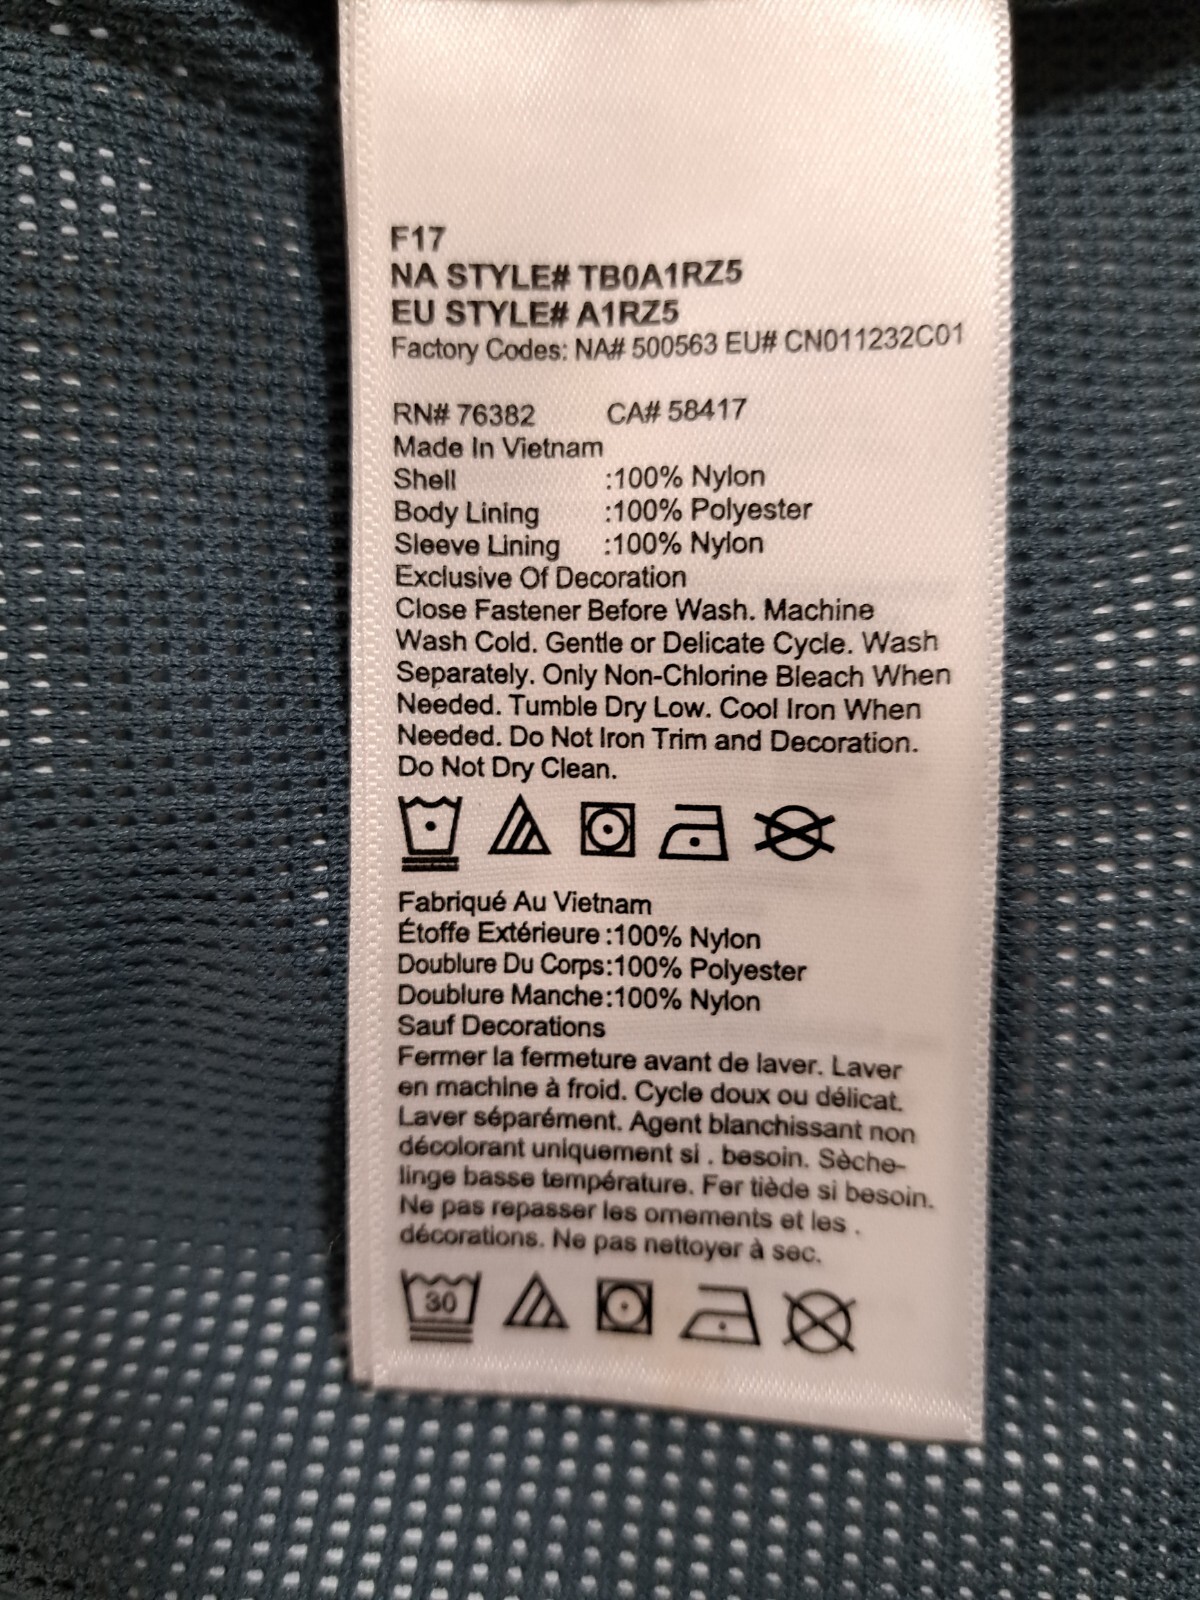 F17
NA STYLE# TB0A1RZ5
EU STYLE# A1RZ5
Factory Codes: NA# 500563 EU# CN011232C01
RN# 76382 CA# 58417
Made In Vietnam
Shell :100% Nylon
Body Lining :100% Polyester
Sleeve Lining :100% Nylon
Exclusive Of Decoration
Close Fastener Before Wash. Machine
Wash Cold. Gentle or Delicate Cycle. Wash
Separately. Only Non-Chlorine Bleach When
Needed. Tumble Dry Low. Cool Iron When
Needed. Do Not Iron Trim and Decoration.
Do Not Dry Clean.
Fabriqué Au Vietnam
Étoffe Extérieure :100% Nylon
Doublure Du Corps:100% Polyester
Doublure Manche:100% Nylon
Sauf Decorations
Fermer la fermeture avant de laver. Laver
en machine à froid. Cycle doux ou délicat.
Laver séparément. Agent blanchissant non
décolorant uniquement si . besoin. Sèche-
linge basse température. Fer tiède si besoin.
Ne pas repasser les ornements et les .
décorations. Ne pas nettoyer à sec.
30